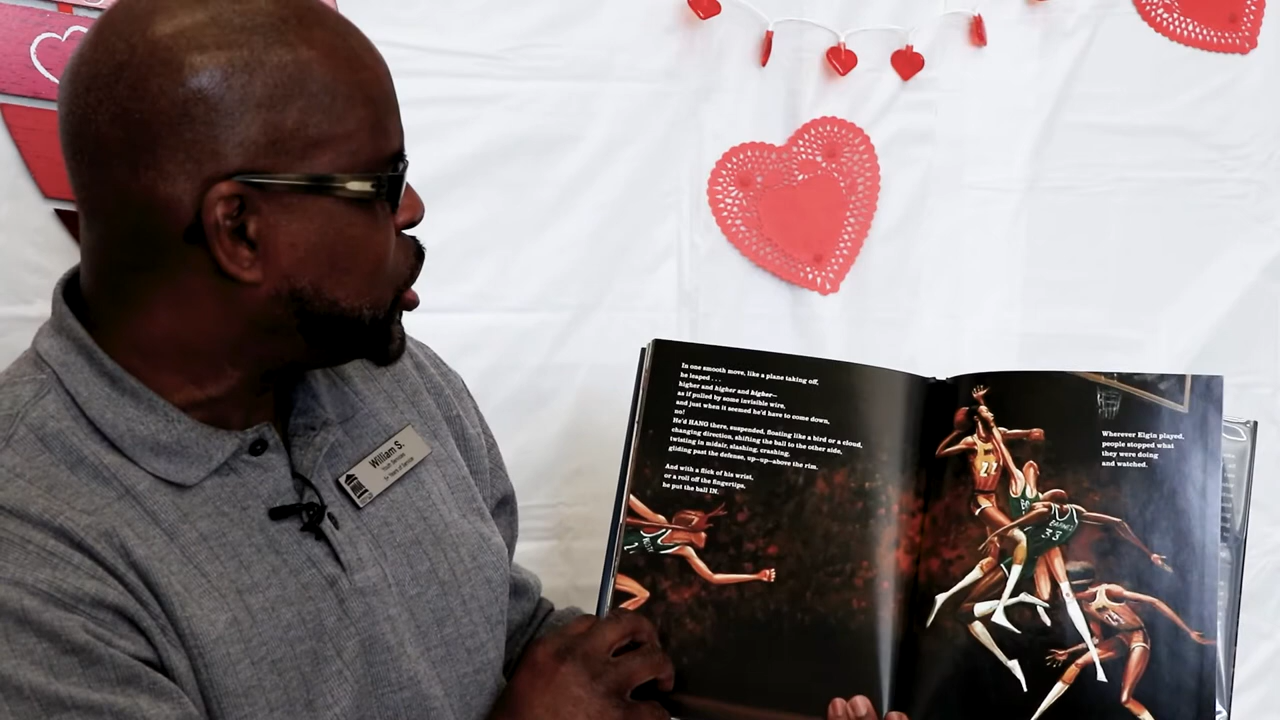 William S.
Youth Services
In one smooth move, like a plane taking off,
he leaped . . .
higher and higher and higher—
as if pulled by some invisible wire,
and just when it seemed he'd have to come down,
no!
He'd HANG there, suspended, floating like a bird or a cloud,
changing direction, shifting the ball to the other side,
twisting in midair, slashing, crashing,
gliding past the defense, up—up—above the rim.
And with a flick of his wrist,
or a roll off the fingertips,
he put the ball IN.
Wherever Elgin played,
people stopped what
they were doing
and watched.
22
33